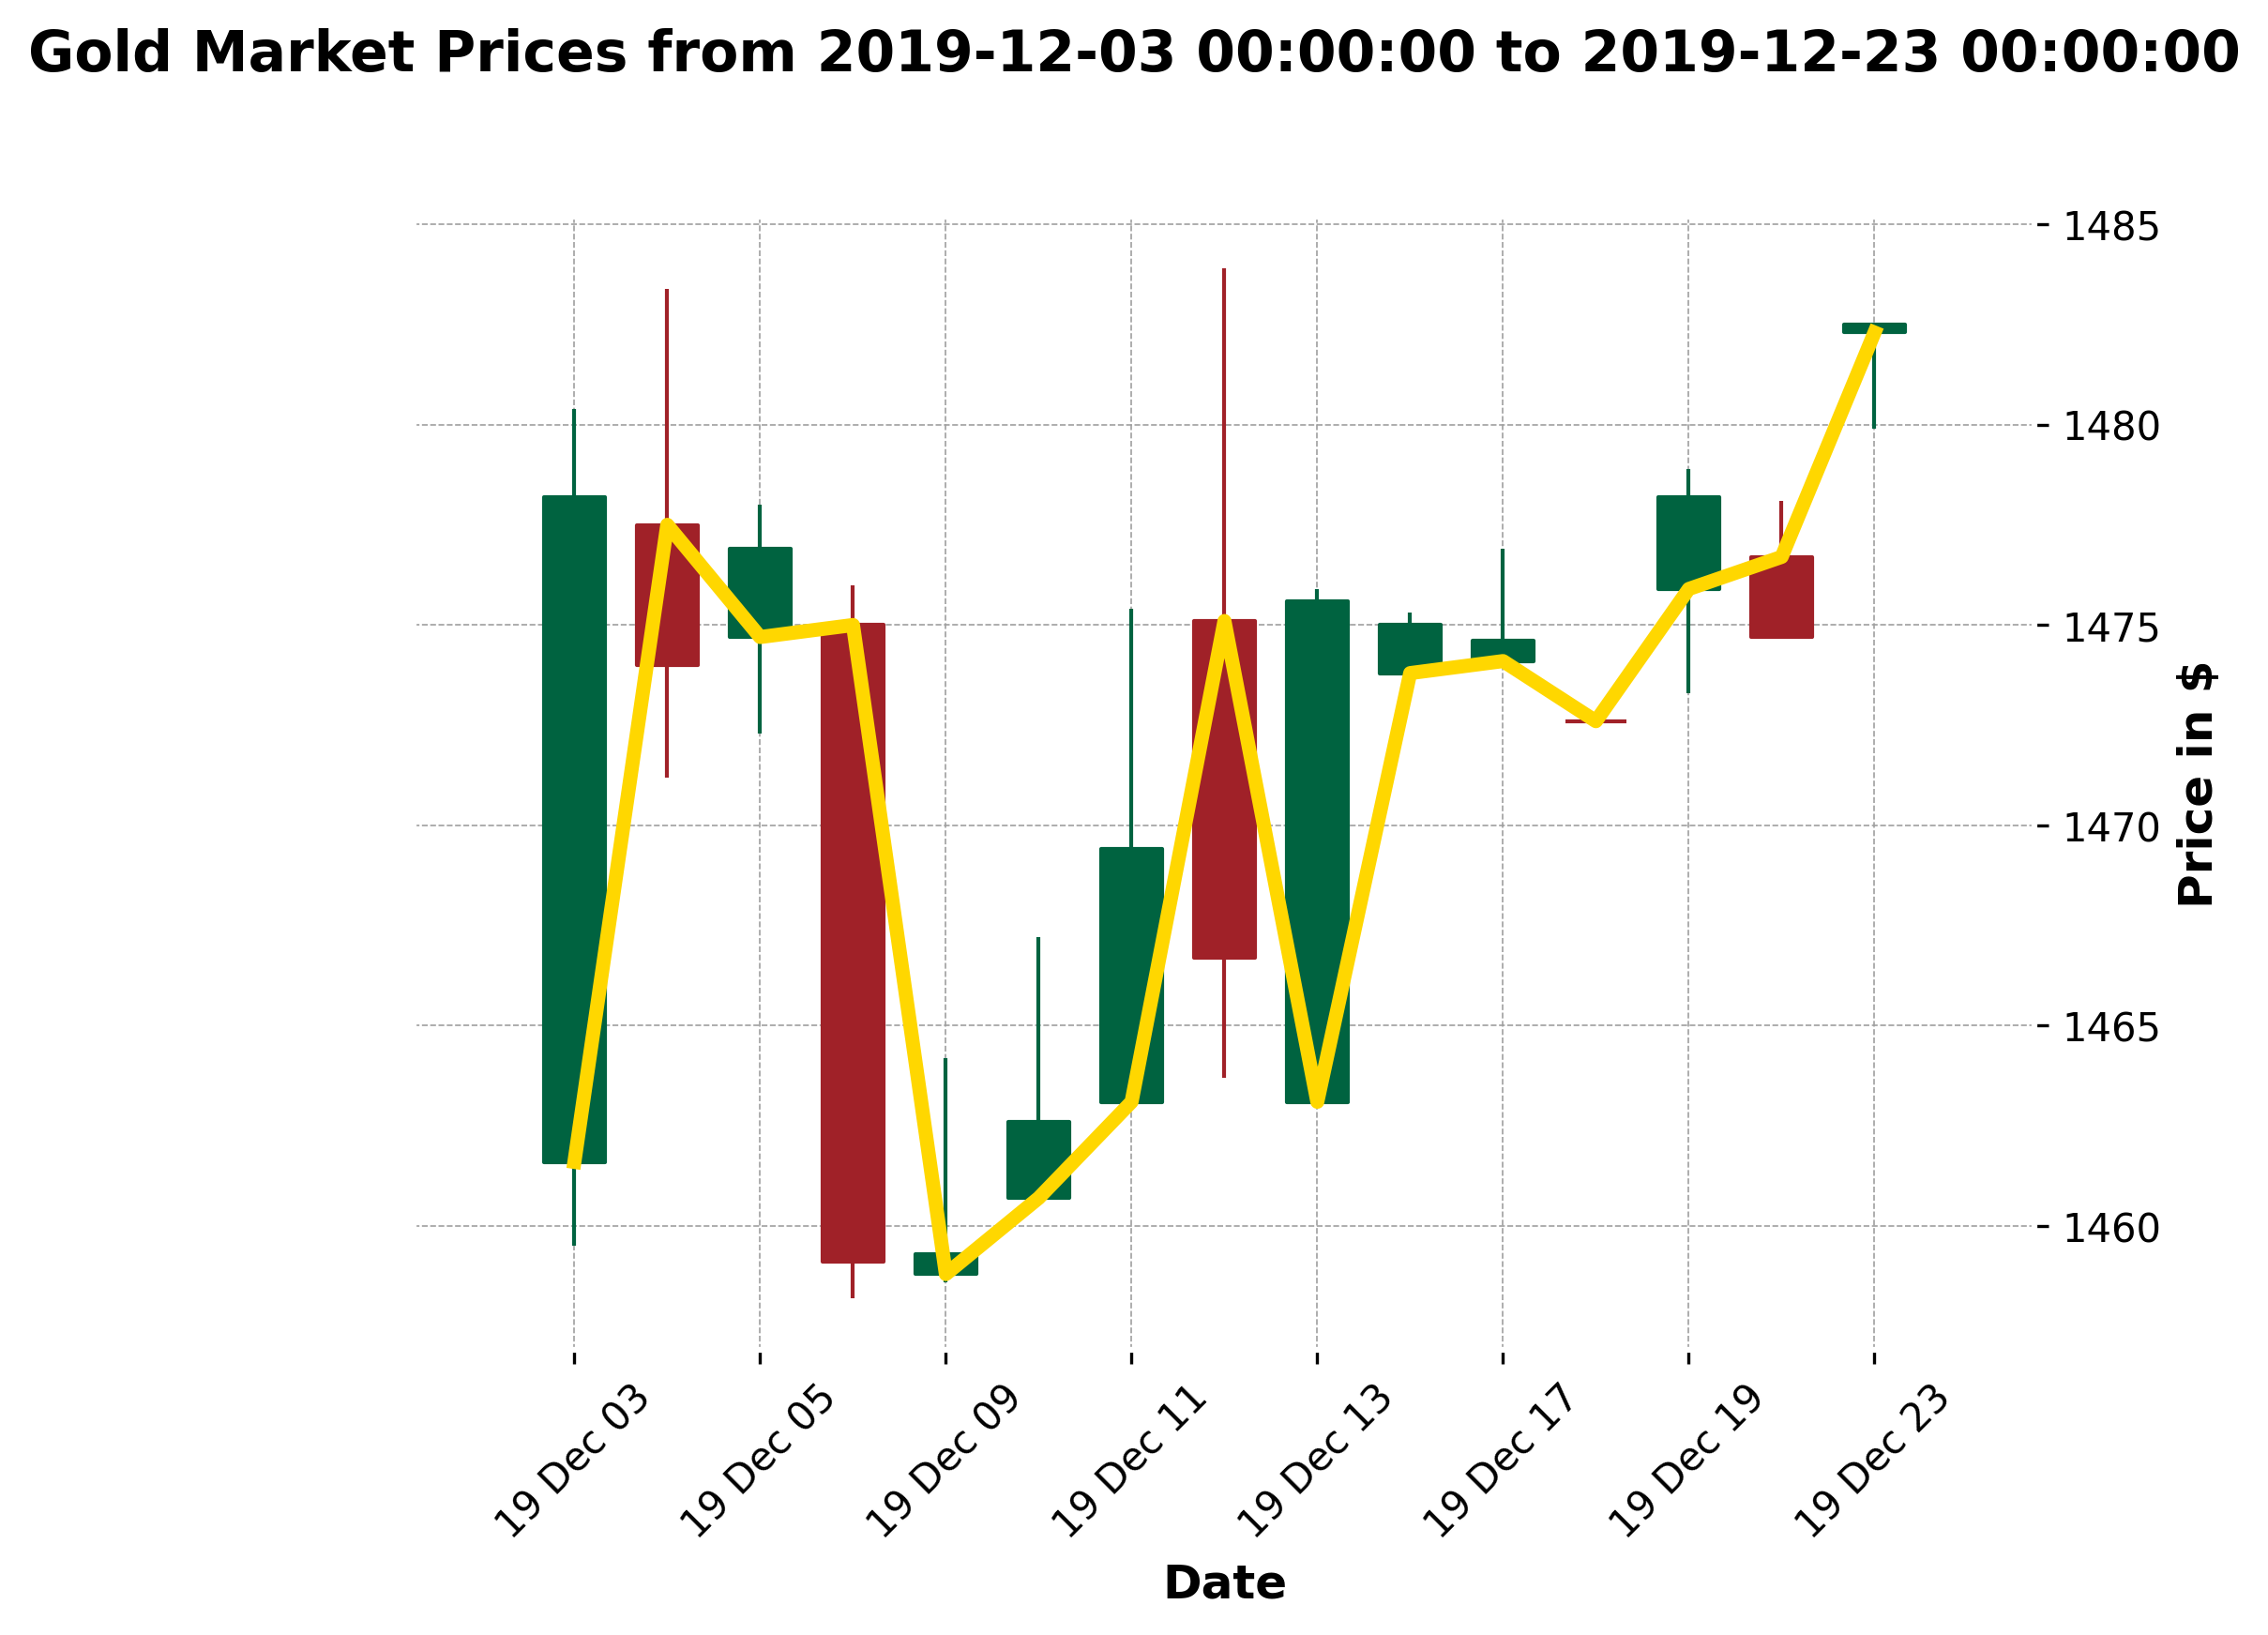 Gold Market Prices from 2019-12-03 00:00:00 to 2019-12-23 00:00:00
1485
1480
1475
1470
1465
1460
Price in $
19 Dec 03
19 Dec 05
19 Dec 09
19 Dec 11
19 Dec 13
19 Dec 17
19 Dec 19
19 Dec 23
Date